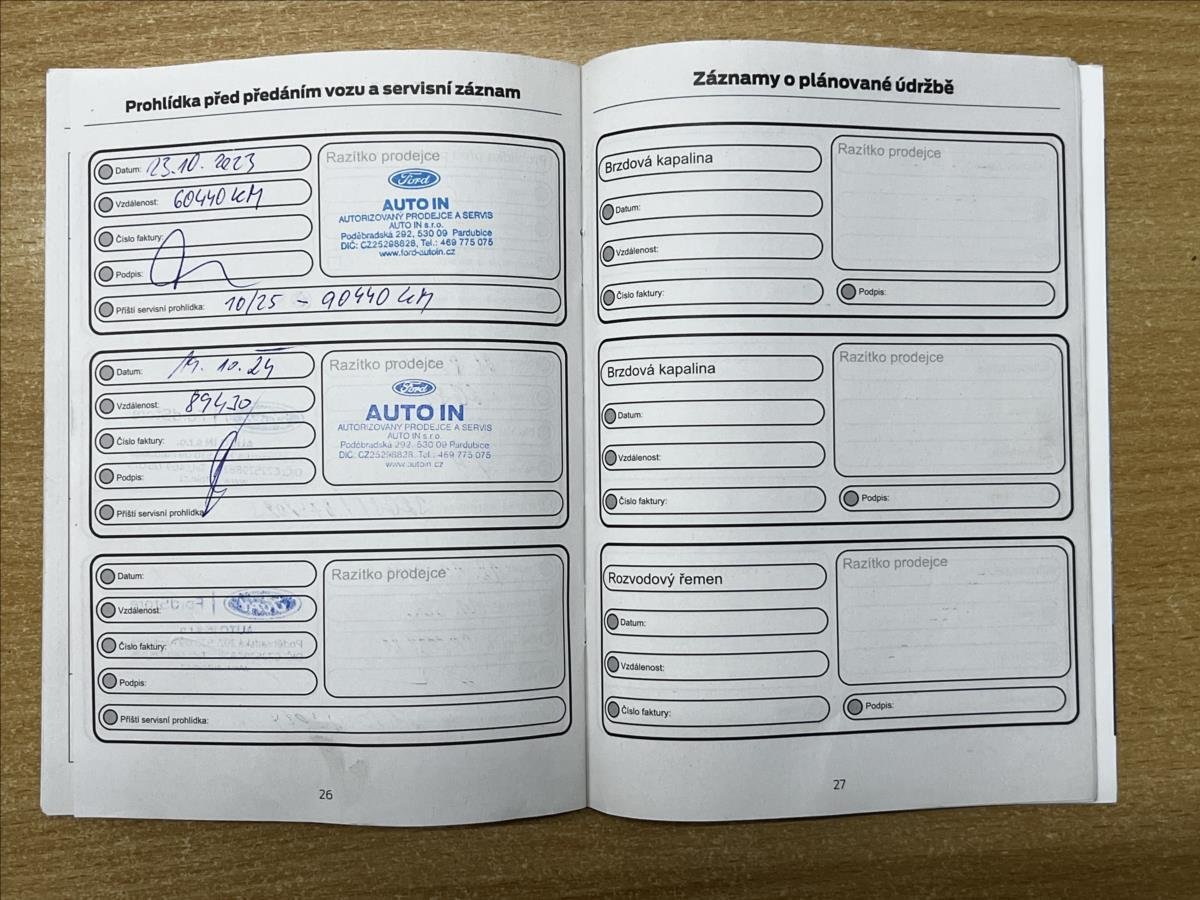 Prohlídka před předáním vozu a servisní záznam
Datum: 23.10.2023
Vzdálenost: 60440 KM
Číslo faktury:
Podpis:
Příští servisní prohlídka: 10/25 - 90440 KM
Razítko prodejce
Ford
AUTO IN
AUTORIZOVANÝ PRODEJCE A SERVIS
AUTO IN s.r.o.
Poděbradská 292, 530 09 Pardubice
DIČ: CZ25298828, Tel.: 469 775 075
www.ford-autoin.cz
Datum: 10.24
Vzdálenost: 89430
Číslo faktury:
Podpis:
Příští servisní prohlídka:
Razítko prodejce
Ford
AUTO IN
AUTORIZOVANÝ PRODEJCE A SERVIS
AUTO IN s.r.o.
Poděbradská 292, 530 09 Pardubice
DIČ: CZ25298828, Tel.: 469 775 075
www.autoin.cz
Datum:
Vzdálenost:
Číslo faktury:
Podpis:
Příští servisní prohlídka:
Razítko prodejce
26
Záznamy o plánované údržbě
Brzdová kapalina
Datum:
Vzdálenost:
Číslo faktury:
Razítko prodejce
Podpis:
Brzdová kapalina
Datum:
Vzdálenost:
Číslo faktury:
Razítko prodejce
Podpis:
Rozvodový řemen
Datum:
Vzdálenost:
Číslo faktury:
Razítko prodejce
Podpis:
27